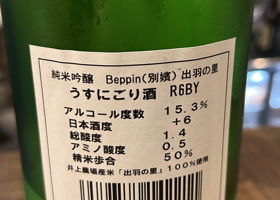 純米吟醸 Beppin(別嬪)出羽の里
うすにごり酒 R6BY
アルコール度数 15.3%
日本酒度 +6
総酸度 1.4
アミノ酸度 0.5
精米歩合 50%
井上農場産米「出羽の里」100%使用